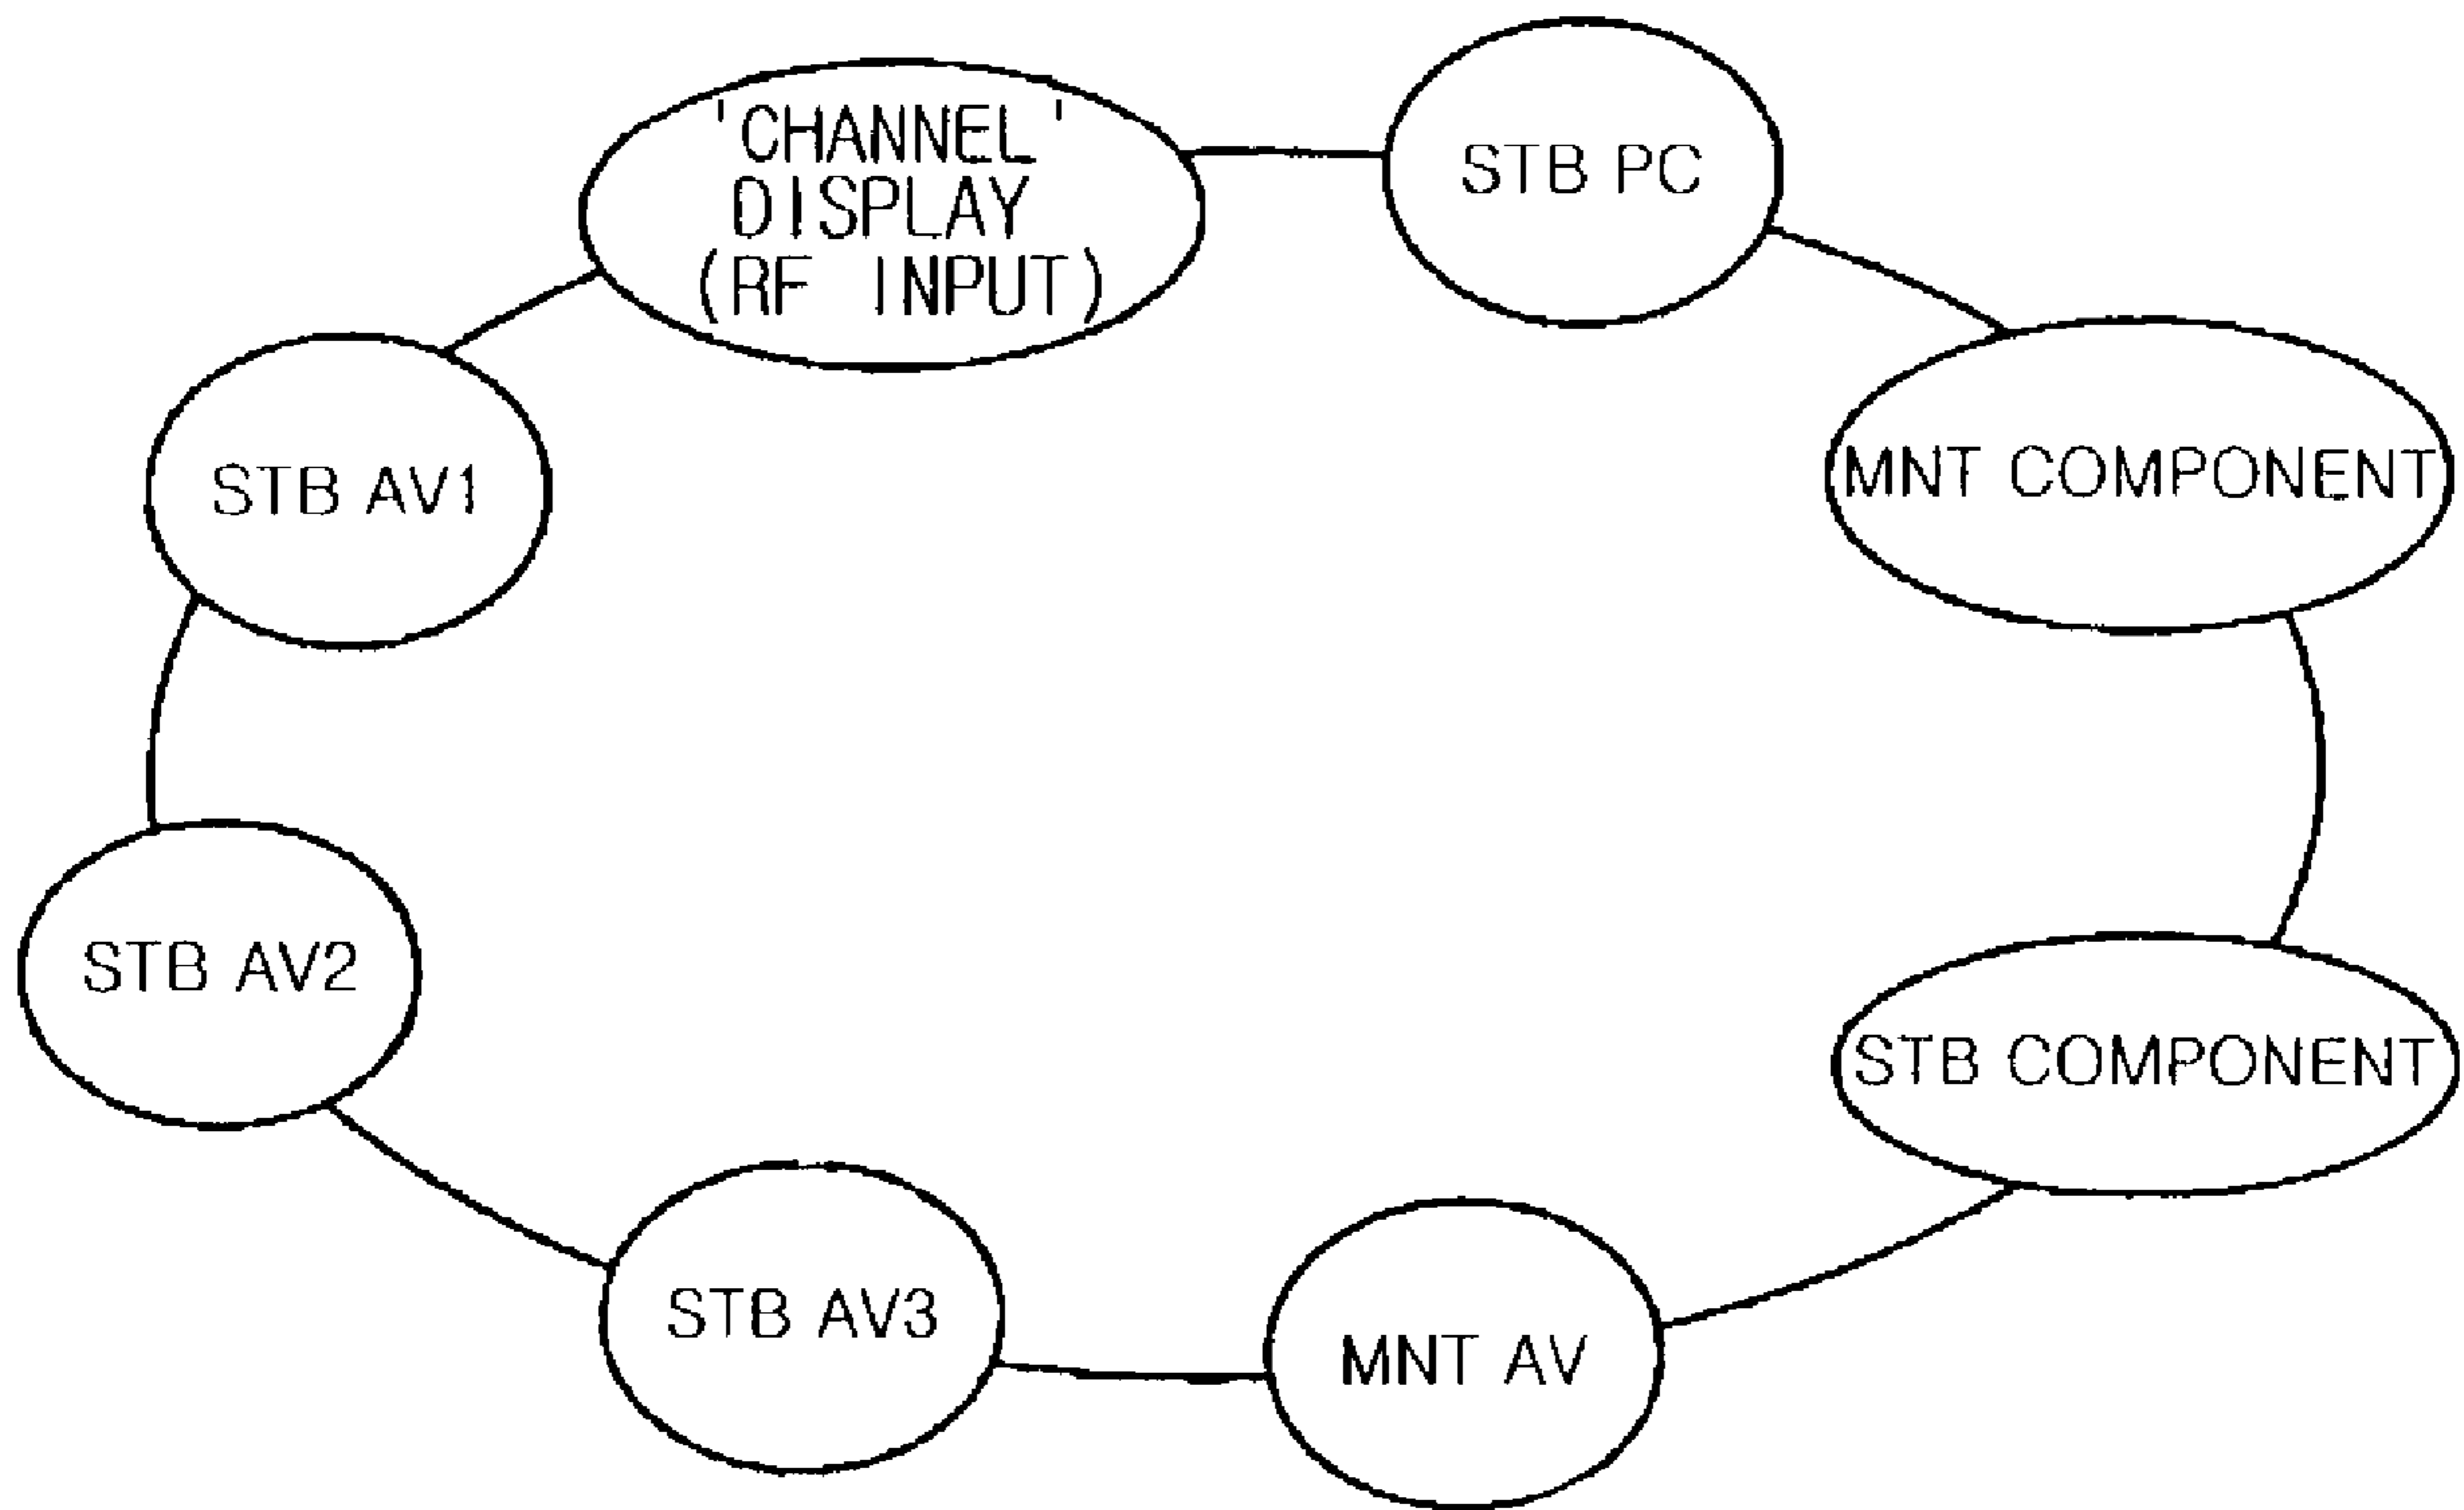 'CHANNEL'
DISPLAY
(RF INPUT)
STB PC
STB AV1
MNT COMPONENT
STB AV2
STB COMPONENT
STB AV3
MNT AV